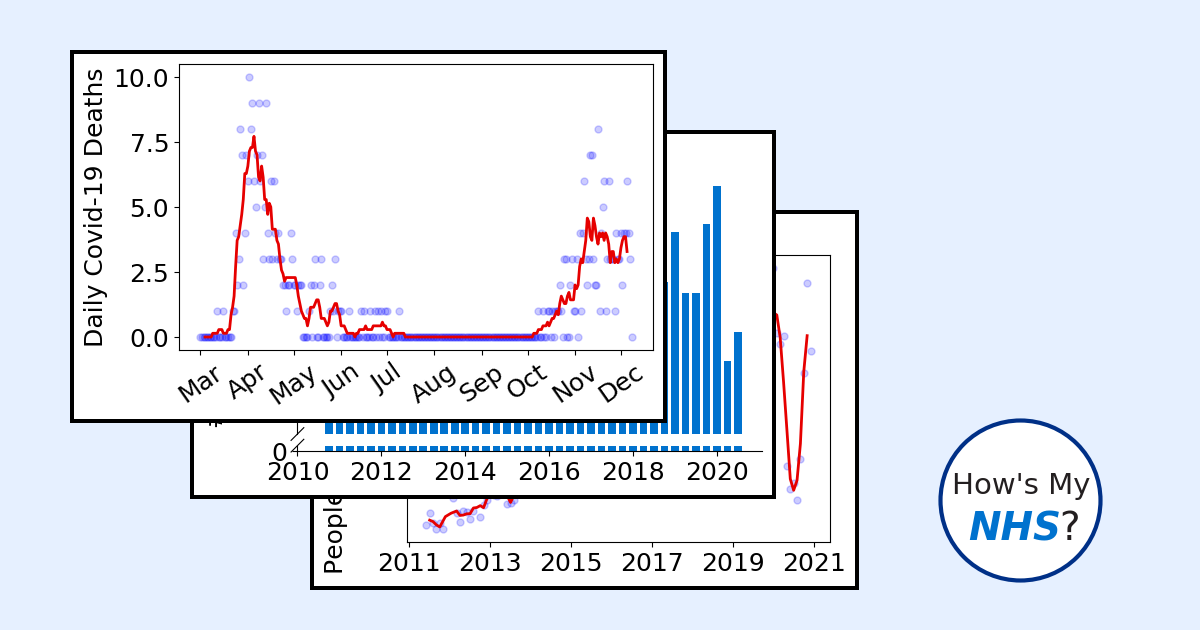 Daily Covid-19 Deaths
10.0
7.5
5.0
2.5
0.0
Mar Apr May Jun Jul Aug Sep Oct Nov Dec
0
2010 2012 2014 2016 2018 2020
People
2011 2013 2015 2017 2019 2021
How's My
NHS?